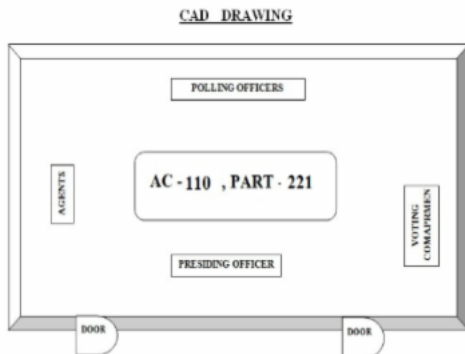 CAD DRAWING
POLLING OFFICERS
AC - 110 , PART - 221
AGENTS
VOTING
COMAPRMEN
PRESIDING OFFICER
DOOR
DOOR